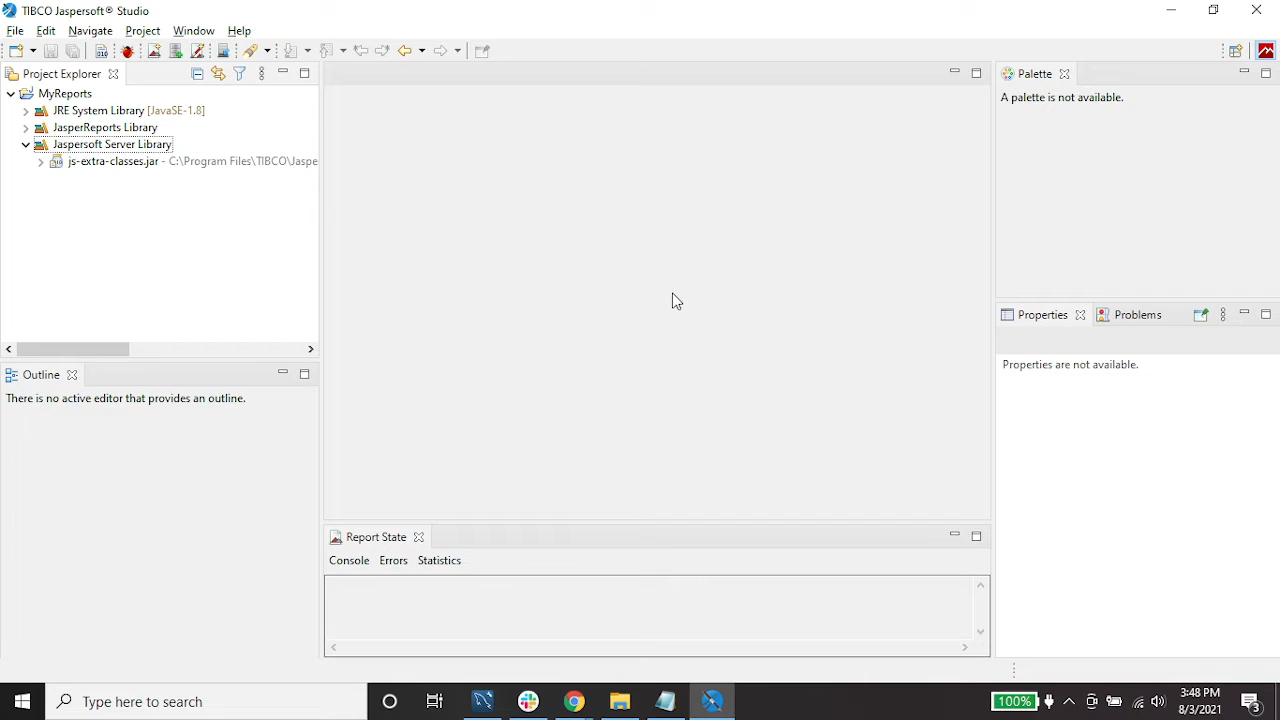 TIBCO Jaspersoft® Studio
File Edit Navigate Project Window Help
Project Explorer
MyReports
JRE System Library [JavaSE-1.8]
JasperReports Library
Jaspersoft Server Library
js-extra-classes.jar - C:\Program Files\TIBCO\Jaspe
Outline
There is no active editor that provides an outline.
Report State
Console Errors Statistics
Palette
A palette is not available.
Properties Problems
Properties are not available.
Type here to search
100%
3:48 PM
8/3/2021
3